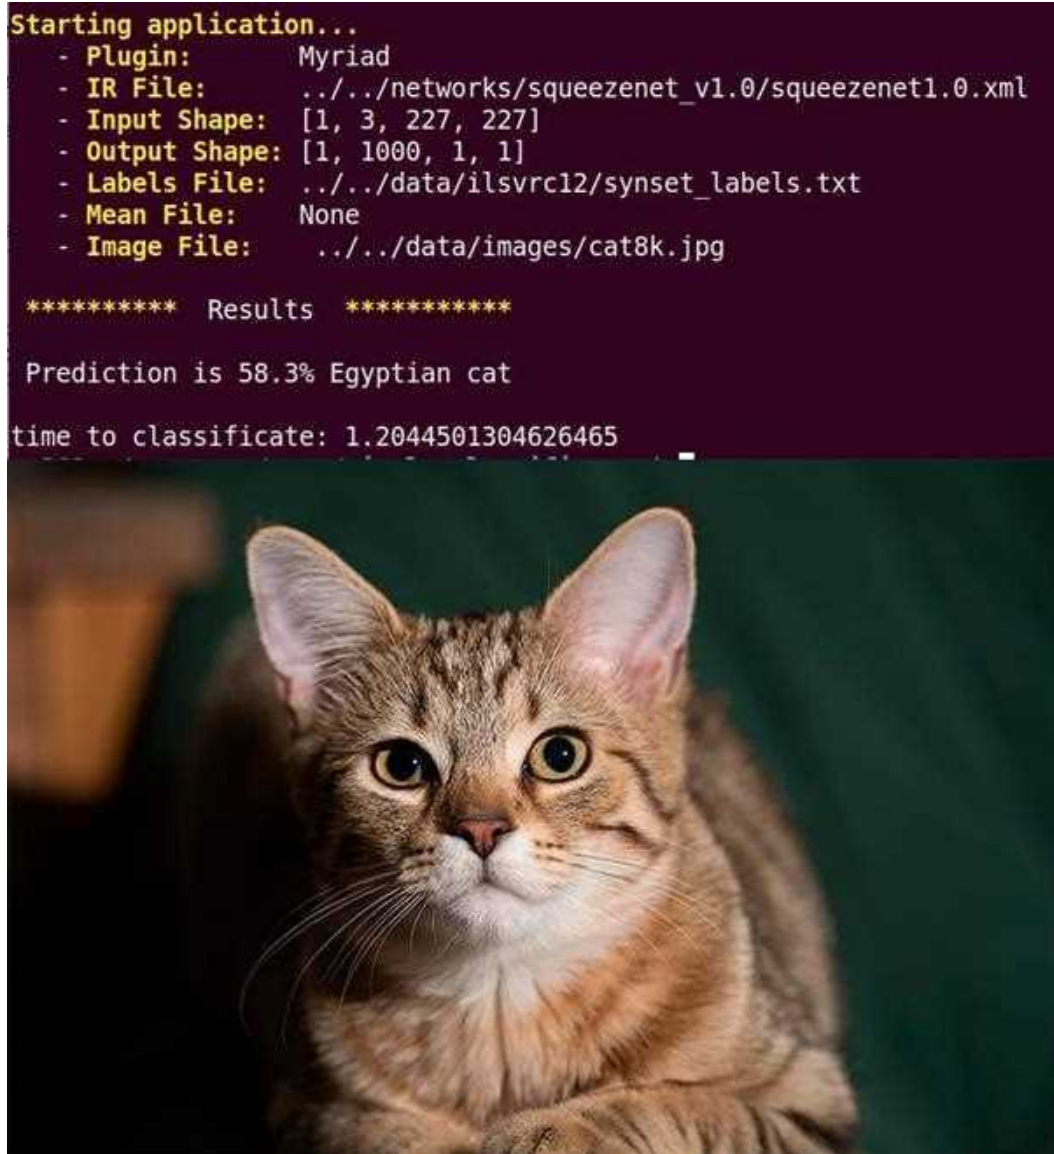 Starting application...
- Plugin: Myriad
- IR File: ../../networks/squeezenet_v1.0/squeezenet1.0.xml
- Input Shape: [1, 3, 227, 227]
- Output Shape: [1, 1000, 1, 1]
- Labels File: ../../data/ilsvrc12/synset_labels.txt
- Mean File: None
- Image File: ../../data/images/cat8k.jpg
********** Results ***********
Prediction is 58.3% Egyptian cat
time to classificate: 1.2044501304626465